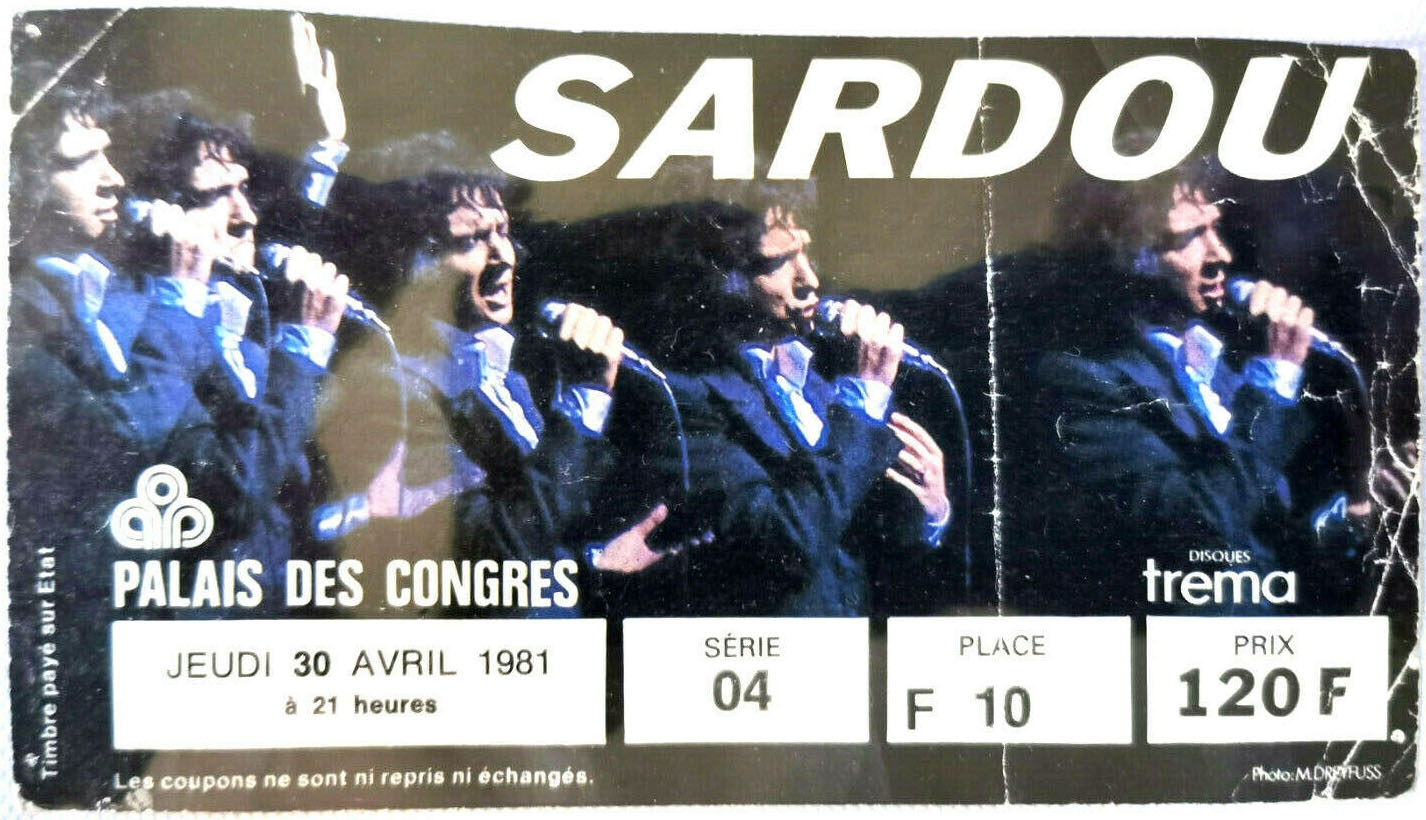 SARDOU
PALAIS DES CONGRES
DISQUES
trema
JEUDI 30 AVRIL 1981
à 21 heures
SÉRIE
04
PLACE
F 10
PRIX
120 F
Les coupons ne sont ni repris ni échangés.
Photo: M. DREYFUSS
Timbre payé sur Etat